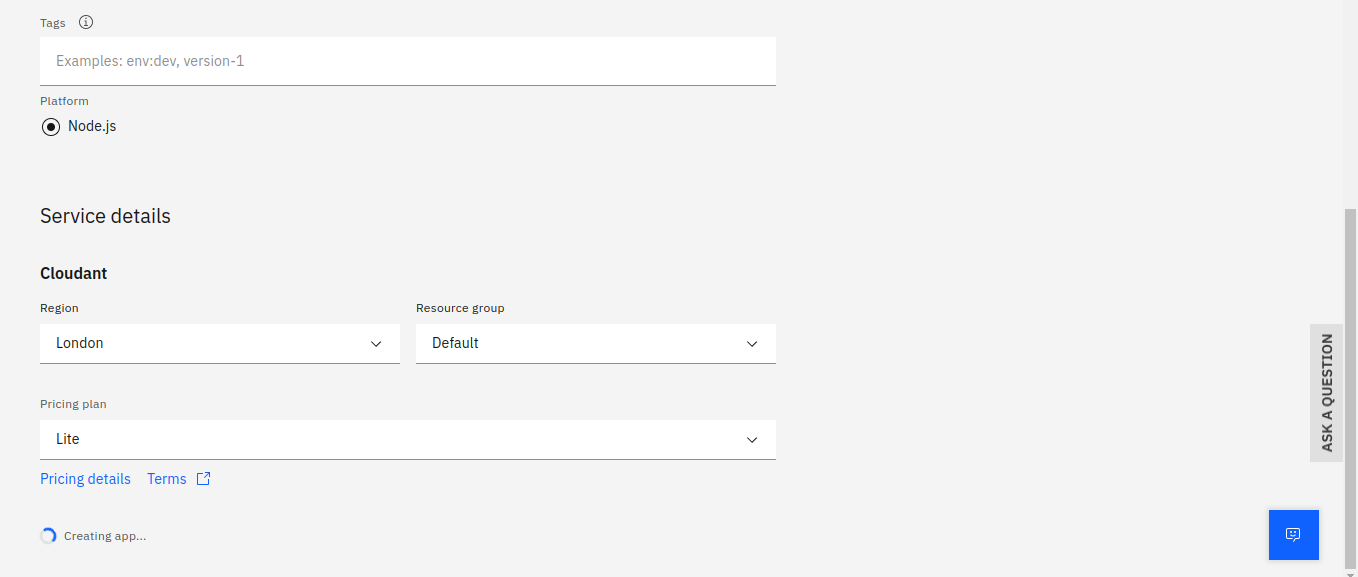 Tags
Examples: env:dev, version-1
Platform
Node.js
Service details
Cloudant
Region
Resource group
London
Default
Pricing plan
Lite
Pricing details Terms
Creating app...
ASK A QUESTION